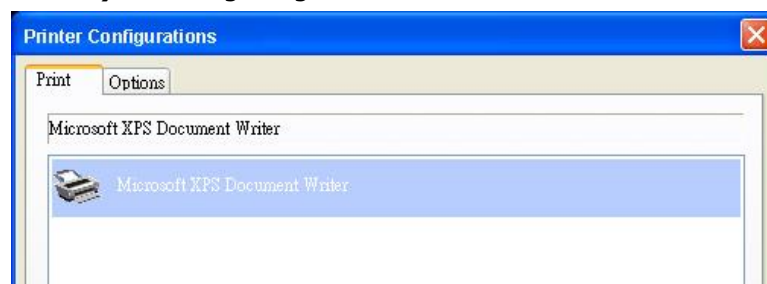 Printer Configurations
Print Options
Microsoft XPS Document Writer
Microsoft XPS Document Writer